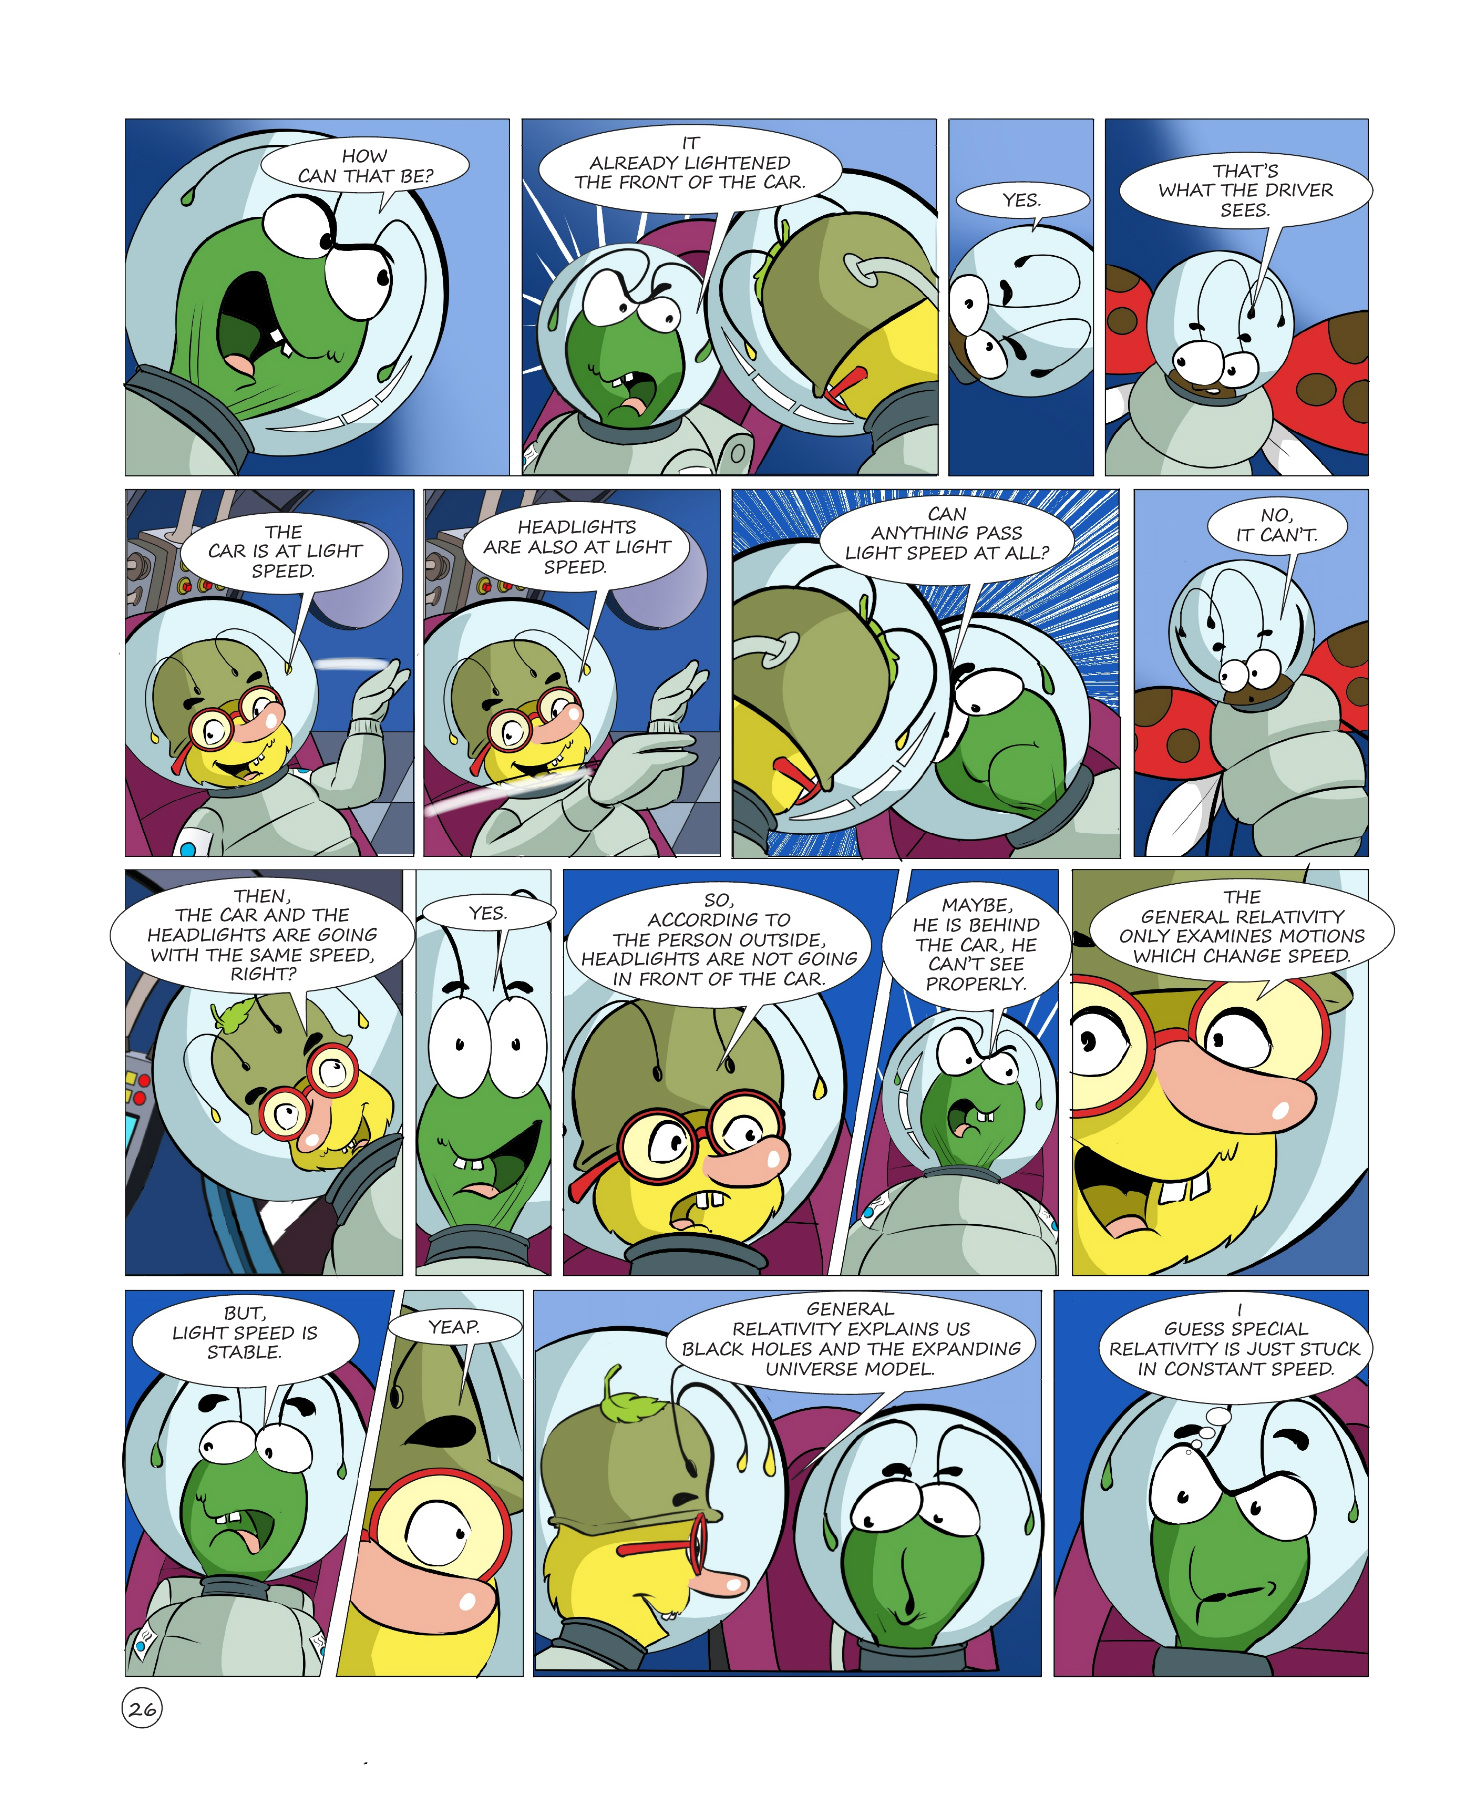 HOW
CAN THAT BE?
IT
ALREADY LIGHTENED
THE FRONT OF THE CAR.
YES.
THAT'S
WHAT THE DRIVER
SEES.
THE
CAR IS AT LIGHT
SPEED.
HEADLIGHTS
ARE ALSO AT LIGHT
SPEED.
CAN
ANYTHING PASS
LIGHT SPEED AT ALL?
NO,
IT CAN'T.
THEN,
THE CAR AND THE
HEADLIGHTS ARE GOING
WITH THE SAME SPEED,
RIGHT?
YES.
SO,
ACCORDING TO
THE PERSON OUTSIDE,
HEADLIGHTS ARE NOT GOING
IN FRONT OF THE CAR.
MAYBE,
HE IS BEHIND
THE CAR, HE
CAN'T SEE
PROPERLY.
THE
GENERAL RELATIVITY
ONLY EXAMINES MOTIONS
WHICH CHANGE SPEED.
BUT,
LIGHT SPEED IS
STABLE.
YEAP.
GENERAL
RELATIVITY EXPLAINS US
BLACK HOLES AND THE EXPANDING
UNIVERSE MODEL.
I
GUESS SPECIAL
RELATIVITY IS JUST STUCK
IN CONSTANT SPEED.
26